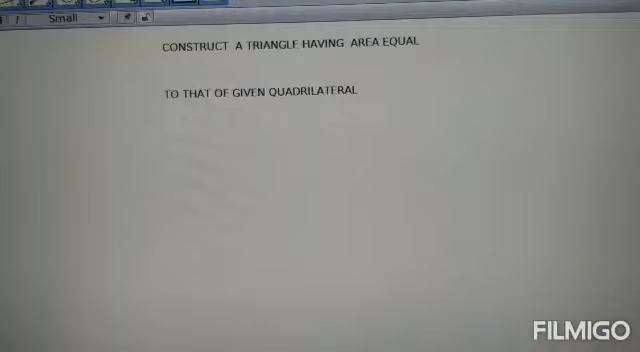 Small
CONSTRUCT A TRIANGLE HAVING AREA EQUAL
TO THAT OF GIVEN QUADRILATERAL
FILMIGO